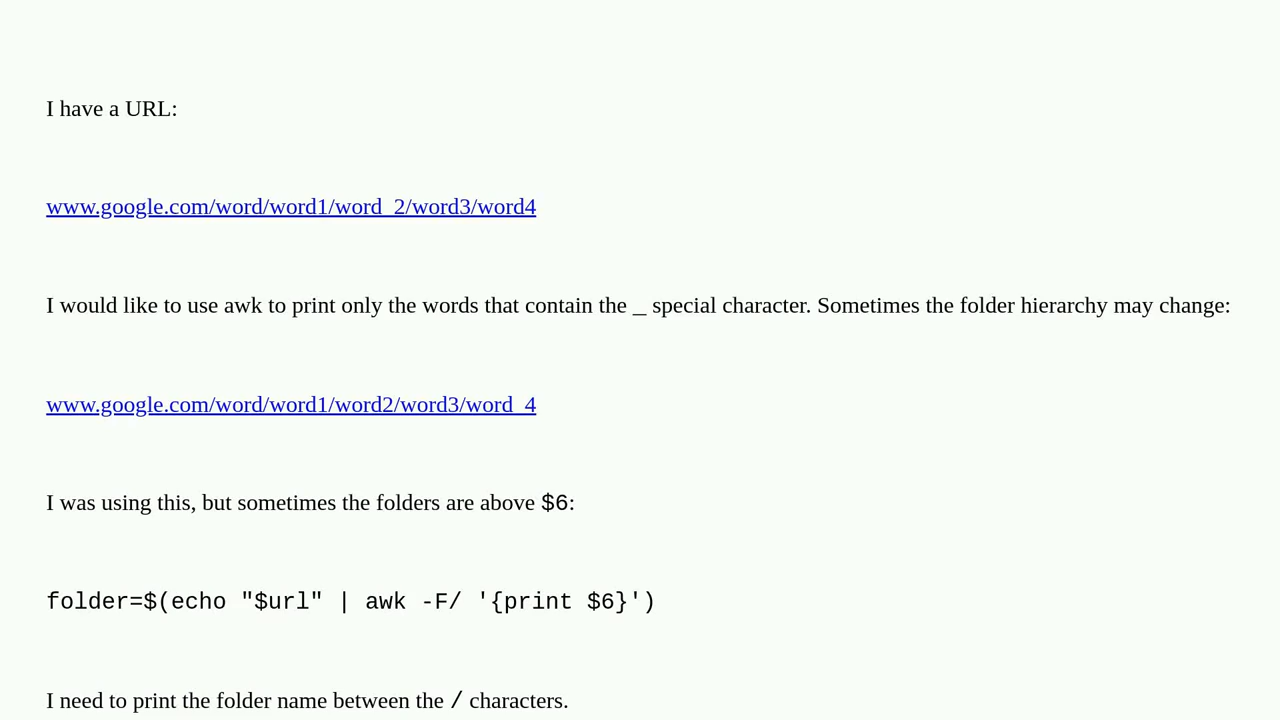 I have a URL:
www.google.com/word/word1/word_2/word3/word4
I would like to use awk to print only the words that contain the _ special character. Sometimes the folder hierarchy may change:
www.google.com/word/word1/word2/word3/word_4
I was using this, but sometimes the folders are above $6:
folder=$(echo "$url" | awk -F/ '{print $6}')
I need to print the folder name between the / characters.